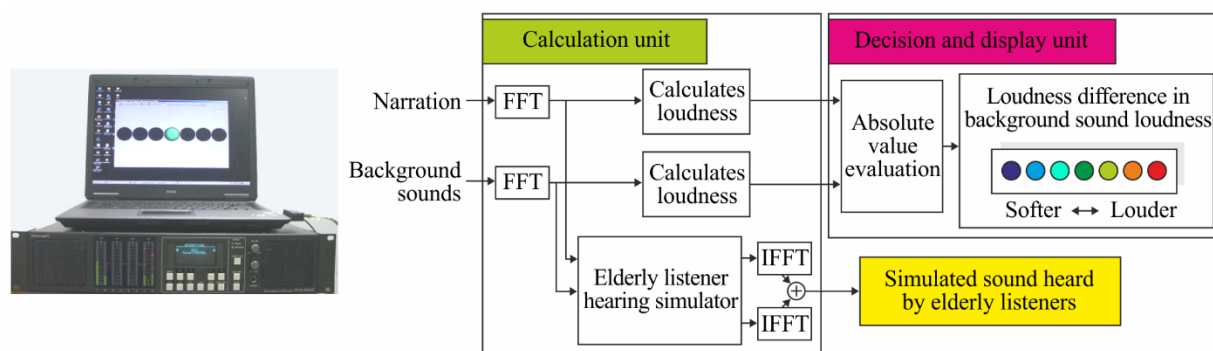 Calculation unit
Decision and display unit
Narration
FFT
Calculates
loudness
Background
sounds
FFT
Calculates
loudness
Absolute
value
evaluation
Loudness difference in
background sound loudness
Softer ↔ Louder
Elderly listener
hearing simulator
IFFT
IFFT
Simulated sound heard
by elderly listeners